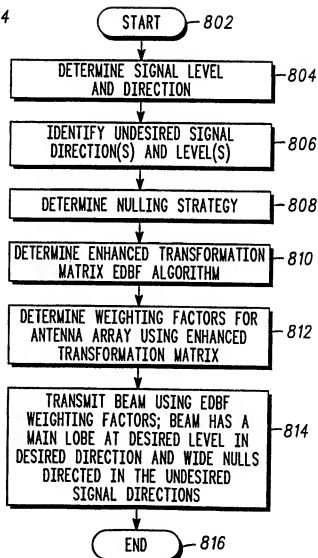 4
START 802
DETERMINE SIGNAL LEVEL
AND DIRECTION 804
IDENTIFY UNDESIRED SIGNAL
DIRECTION(S) AND LEVEL(S) 806
DETERMINE NULLING STRATEGY 808
DETERMINE ENHANCED TRANSFORMATION
MATRIX EDBF ALGORITHM 810
DETERMINE WEIGHTING FACTORS FOR
ANTENNA ARRAY USING ENHANCED 812
TRANSFORMATION MATRIX
TRANSMIT BEAM USING EDBF
WEIGHTING FACTORS; BEAM HAS A
MAIN LOBE AT DESIRED LEVEL IN 814
DESIRED DIRECTION AND WIDE NULLS
DIRECTED IN THE UNDESIRED
SIGNAL DIRECTIONS
END 816